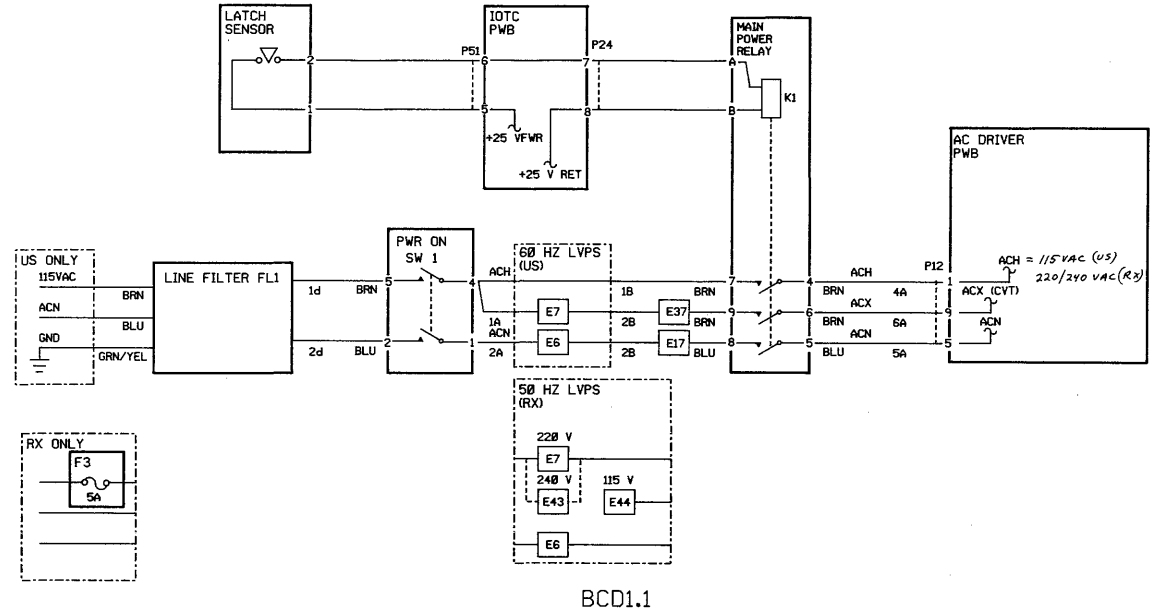 LATCH
SENSOR
2
1
P51
IOTC
PWB
6
5
7
8
+25 VFWR
+25 V RET
P24
MAIN
POWER
RELAY
A
B
K1
AC DRIVER
PWB
US ONLY
115VAC
BRN
ACN
BLU
GND
GRN/YEL
LINE FILTER FL1
1d BRN
2d BLU
PWR ON
SW 1
5
4
2
1
ACH
1A
ACN
2A
60 HZ LVPS
(US)
E7
E6
1B BRN
2B E37 BRN
2B E17 BLU
7
9
8
4
6
5
ACH
BRN 4A
ACX
BRN 6A
ACN
BLU 5A
P12
1
9
5
ACH = 115 VAC (US)
220/240 VAC (RX)
ACX (CVT)
ACN
RX ONLY
F3
5A
50 HZ LVPS
(RX)
220 V
E7
240 V 115 V
E43 E44
E6
BCD1.1